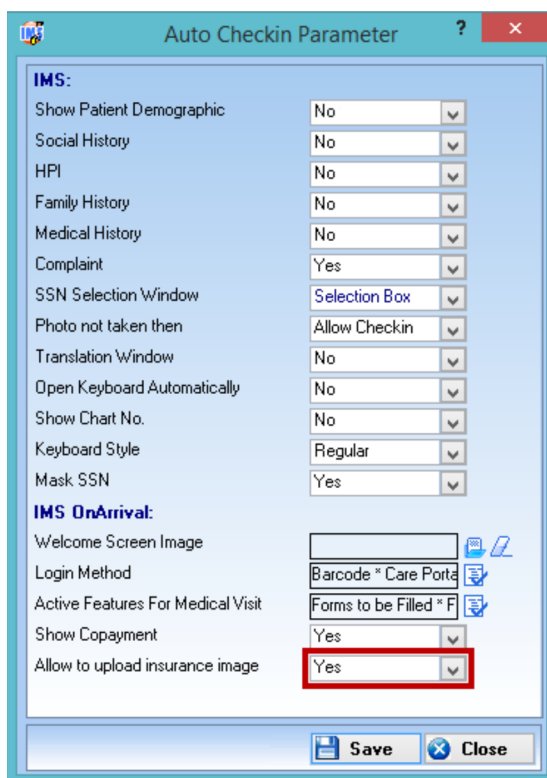 IMS
Auto Checkin Parameter ? ×
IMS:
Show Patient Demographic No
Social History No
HPI No
Family History No
Medical History No
Complaint Yes
SSN Selection Window Selection Box
Photo not taken then Allow Checkin
Translation Window No
Open Keyboard Automatically No
Show Chart No. No
Keyboard Style Regular
Mask SSN Yes
IMS OnArrival:
Welcome Screen Image
Login Method Barcode * Care Porta
Active Features For Medical Visit Forms to be Filled * F
Show Copayment Yes
Allow to upload insurance image Yes
Save Close